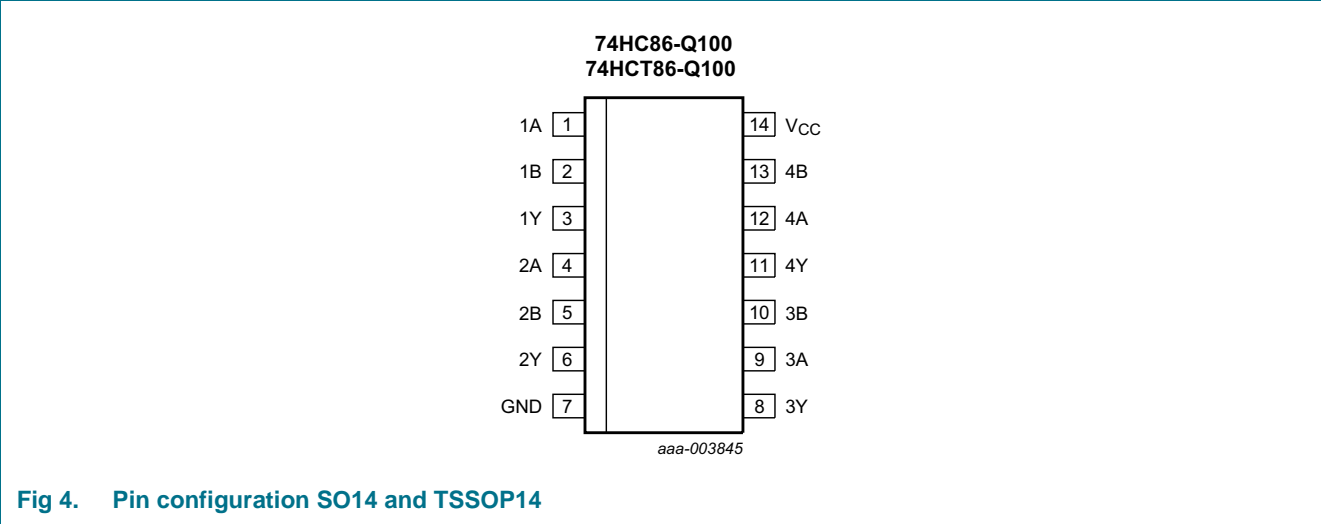 74HC86-Q100
74HCT86-Q100
1A 1 14 VCC
1B 2 13 4B
1Y 3 12 4A
2A 4 11 4Y
2B 5 10 3B
2Y 6 9 3A
GND 7 8 3Y
aaa-003845
Fig 4. Pin configuration SO14 and TSSOP14